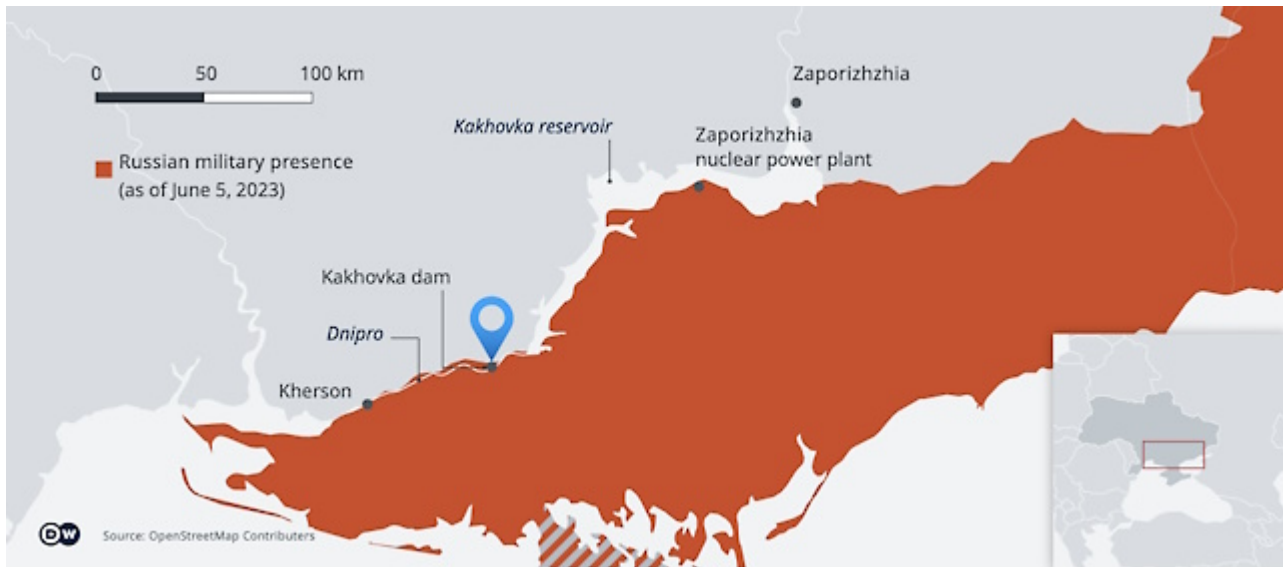 0 50 100 km
Zaporizhzhia
Kakhovka reservoir
Zaporizhzhia
nuclear power plant
Russian military presence
(as of June 5, 2023)
Kakhovka dam
Dnipro
Kherson
DW
Source: OpenStreetMap Contributers